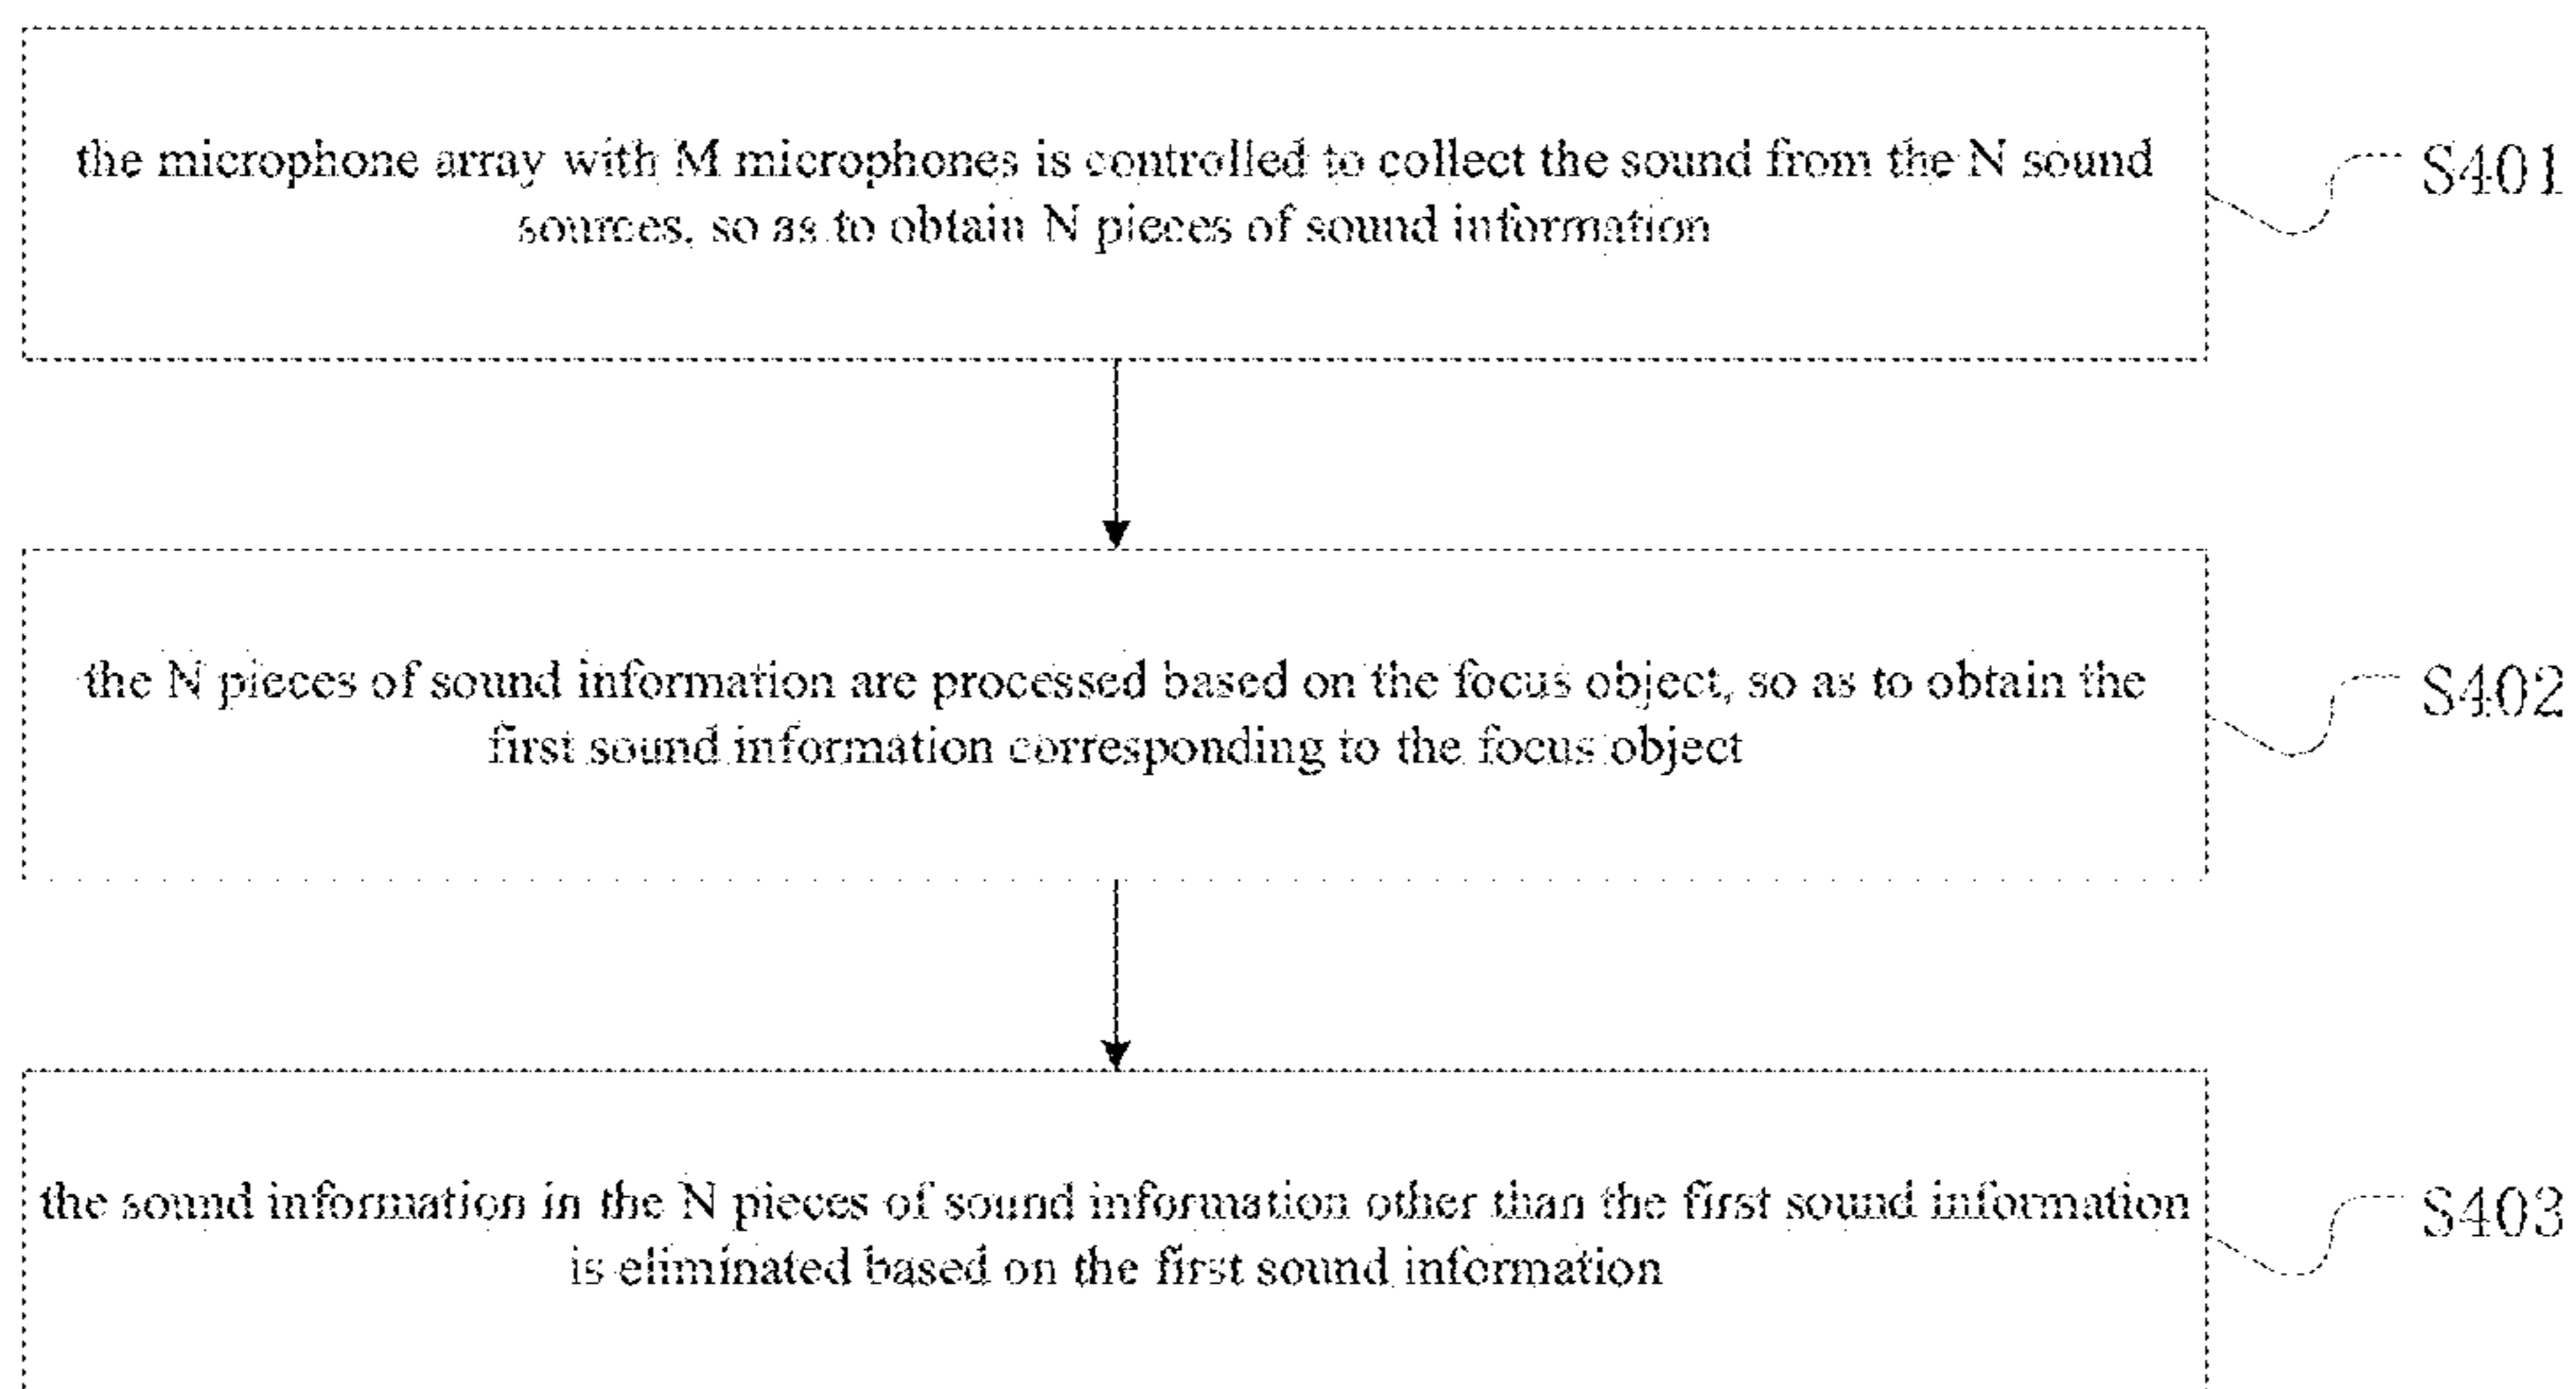 the microphone array with M microphones is controlled to collect the sound from the N sound
sources, so as to obtain N pieces of sound information
S401
the N pieces of sound information are processed based on the focus object, so as to obtain the
first sound information corresponding to the focus object
S402
the sound information in the N pieces of sound information other than the first sound information
is eliminated based on the first sound information
S403